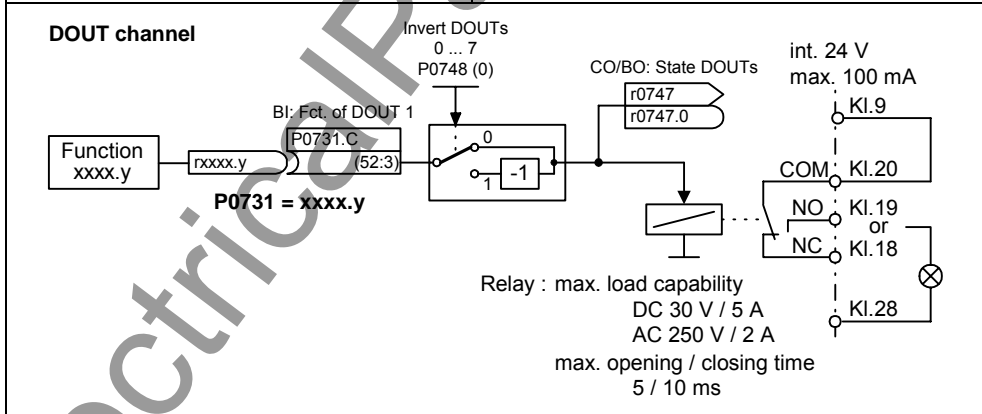 DOUT channel
Invert DOUTs
0 ... 7
P0748 (0)
CO/BO: State DOUTs
r0747
r0747.0
int. 24 V
max. 100 mA
Kl.9
BI: Fct. of DOUT 1
P0731.C
(52:3)
Function
xxxx.y
rxxxx.y
P0731 = xxxx.y
0
1
-1
COM
Kl.20
NO
Kl.19
or
NC
Kl.18
Kl.28
Relay : max. load capability
DC 30 V / 5 A
AC 250 V / 2 A
max. opening / closing time
5 / 10 ms
ectricalP